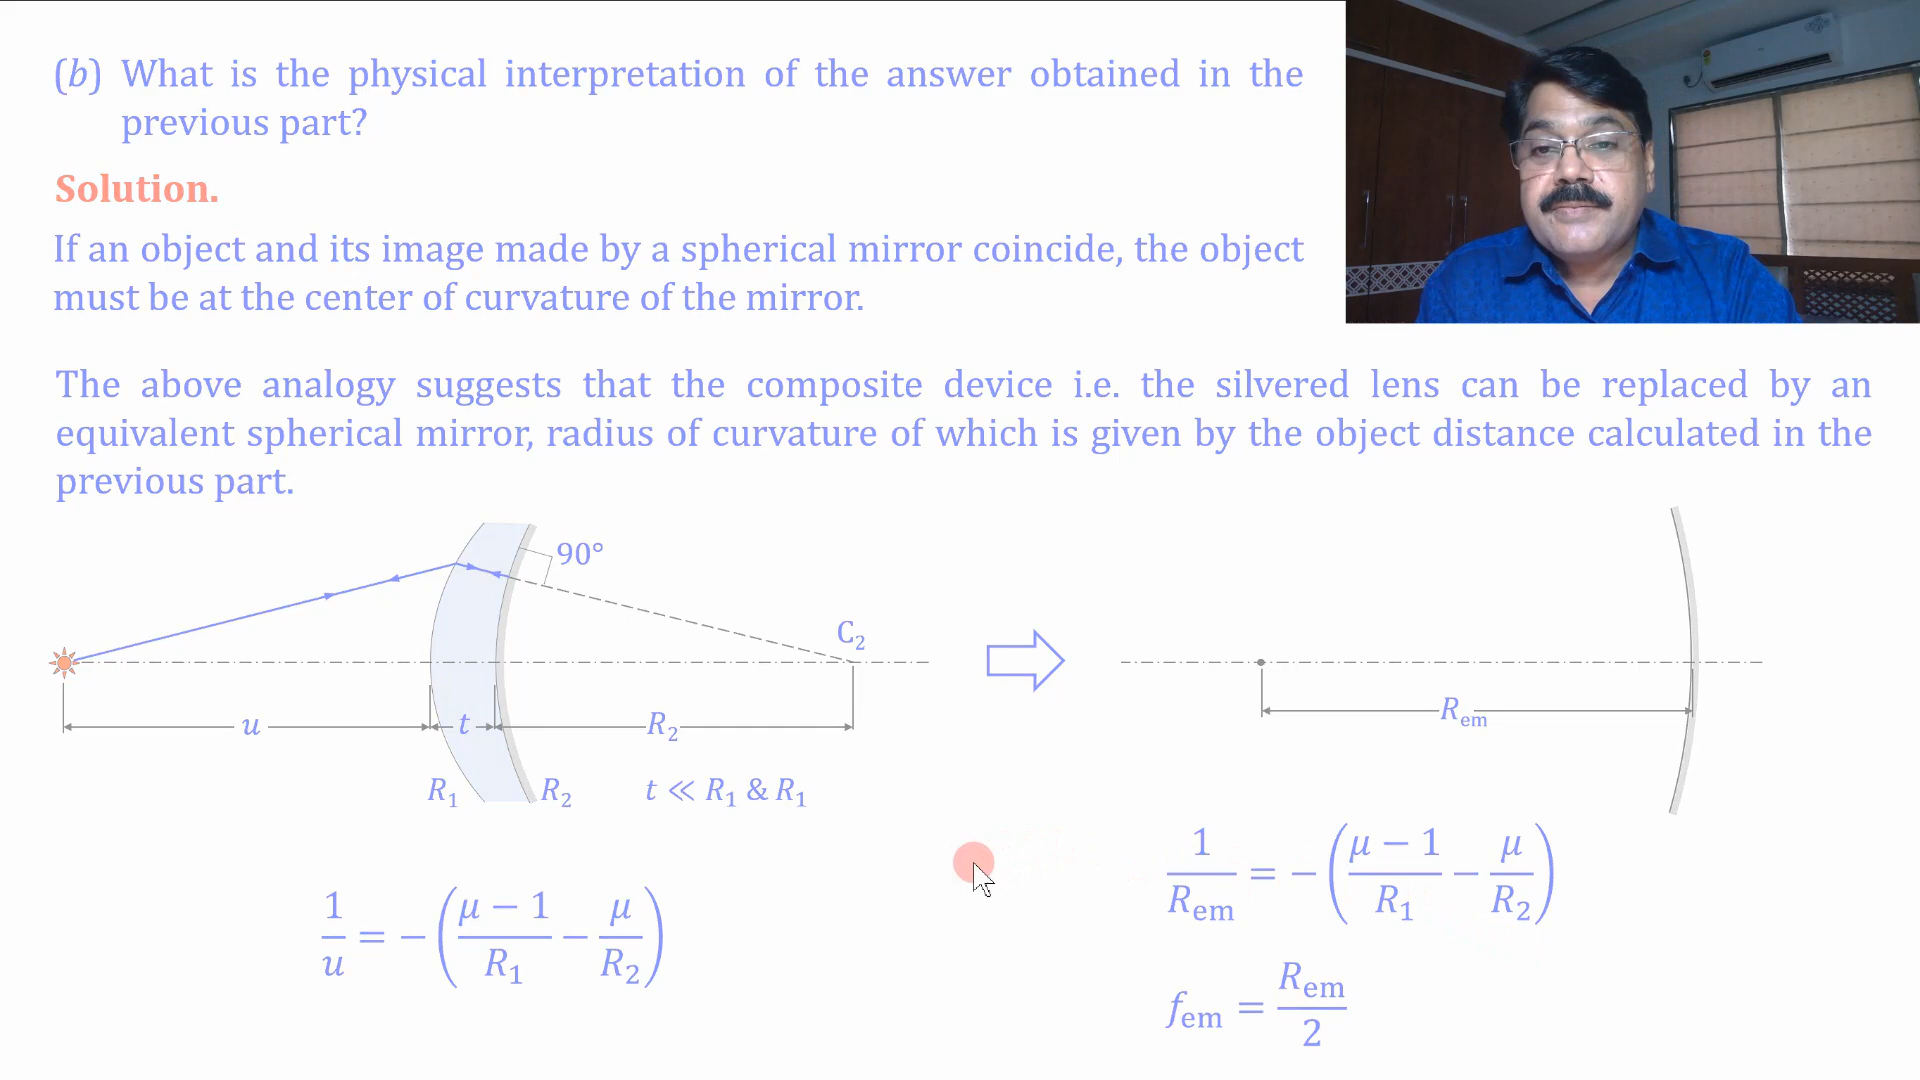 (b) What is the physical interpretation of the answer obtained in the
previous part?
Solution.
If an object and its image made by a spherical mirror coincide, the object
must be at the center of curvature of the mirror.
The above analogy suggests that the composite device i.e. the silvered lens can be replaced by an
equivalent spherical mirror, radius of curvature of which is given by the object distance calculated in the
previous part.
90°
C₂
u
t
R₂
R₁
R₂
t ≪ R₁ & R₁
R_em
1/u = −((μ − 1)/R₁ − μ/R₂)
1/R_em = −((μ − 1)/R₁ − μ/R₂)
f_em = R_em/2